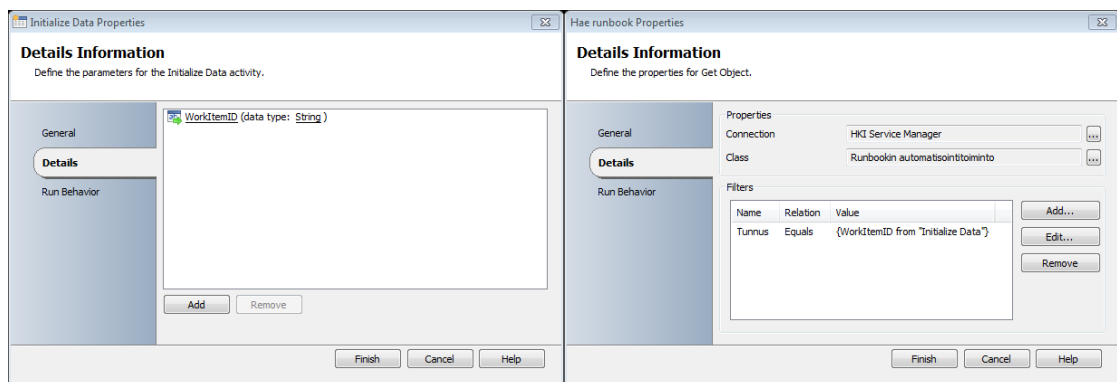 Initialize Data Properties
Details Information
Define the parameters for the Initialize Data activity.
General
Details
Run Behavior
WorkItemID (data type: String )
Add
Remove
Finish
Cancel
Help
Hae runbook Properties
Details Information
Define the properties for Get Object.
General
Details
Run Behavior
Properties
Connection
HKI Service Manager
...
Class
Runbookin automatisointitoiminto
...
Filters
Name Relation Value
Tunnus Equals {WorkItemID from "Initialize Data"}
Add...
Edit...
Remove
Finish
Cancel
Help